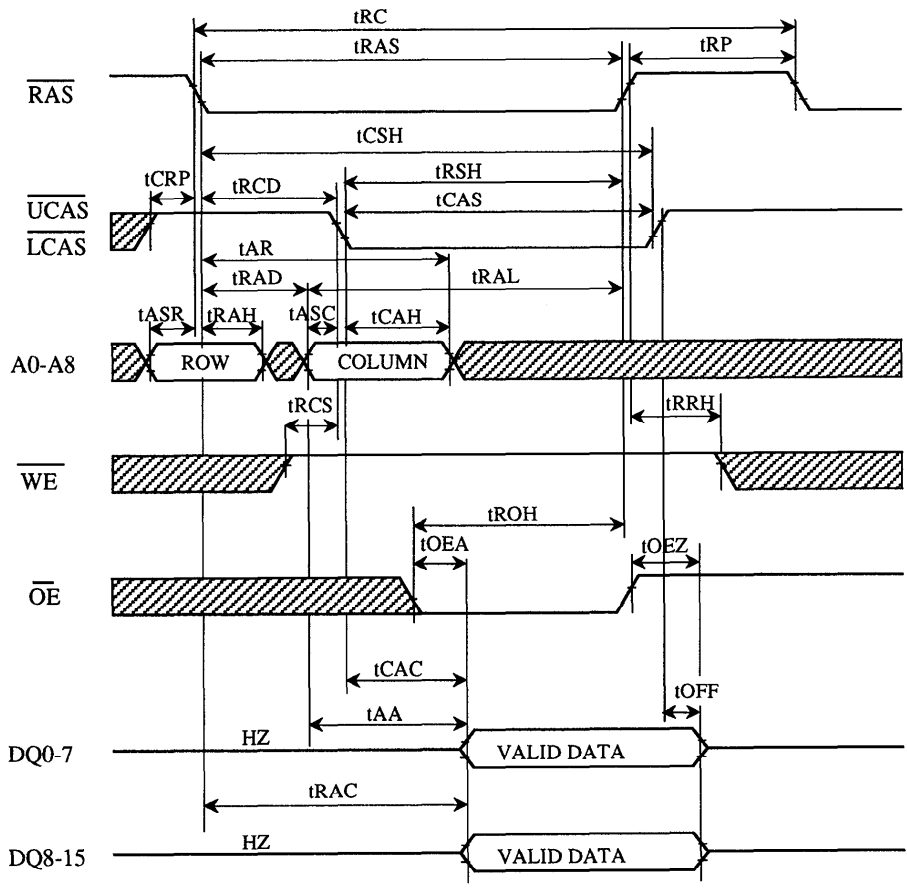 tRC
tRAS
tRP
RAS
tCSH
tRSH
tCRP
tRCD
tCAS
UCAS
LCAS
tAR
tRAD
tRAL
tASR
tRAH
tASC
tCAH
A0-A8
ROW
COLUMN
tRCS
tRRH
WE
tROH
tOEA
tOEZ
OE
tCAC
tOFF
tAA
DQ0-7
HZ
VALID DATA
tRAC
DQ8-15
HZ
VALID DATA